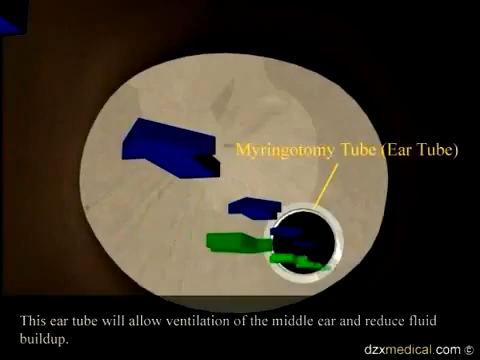 Myringotomy Tube (Ear Tube)
This ear tube will allow ventilation of the middle ear and reduce fluid
buildup.
dzxmedical.com ©